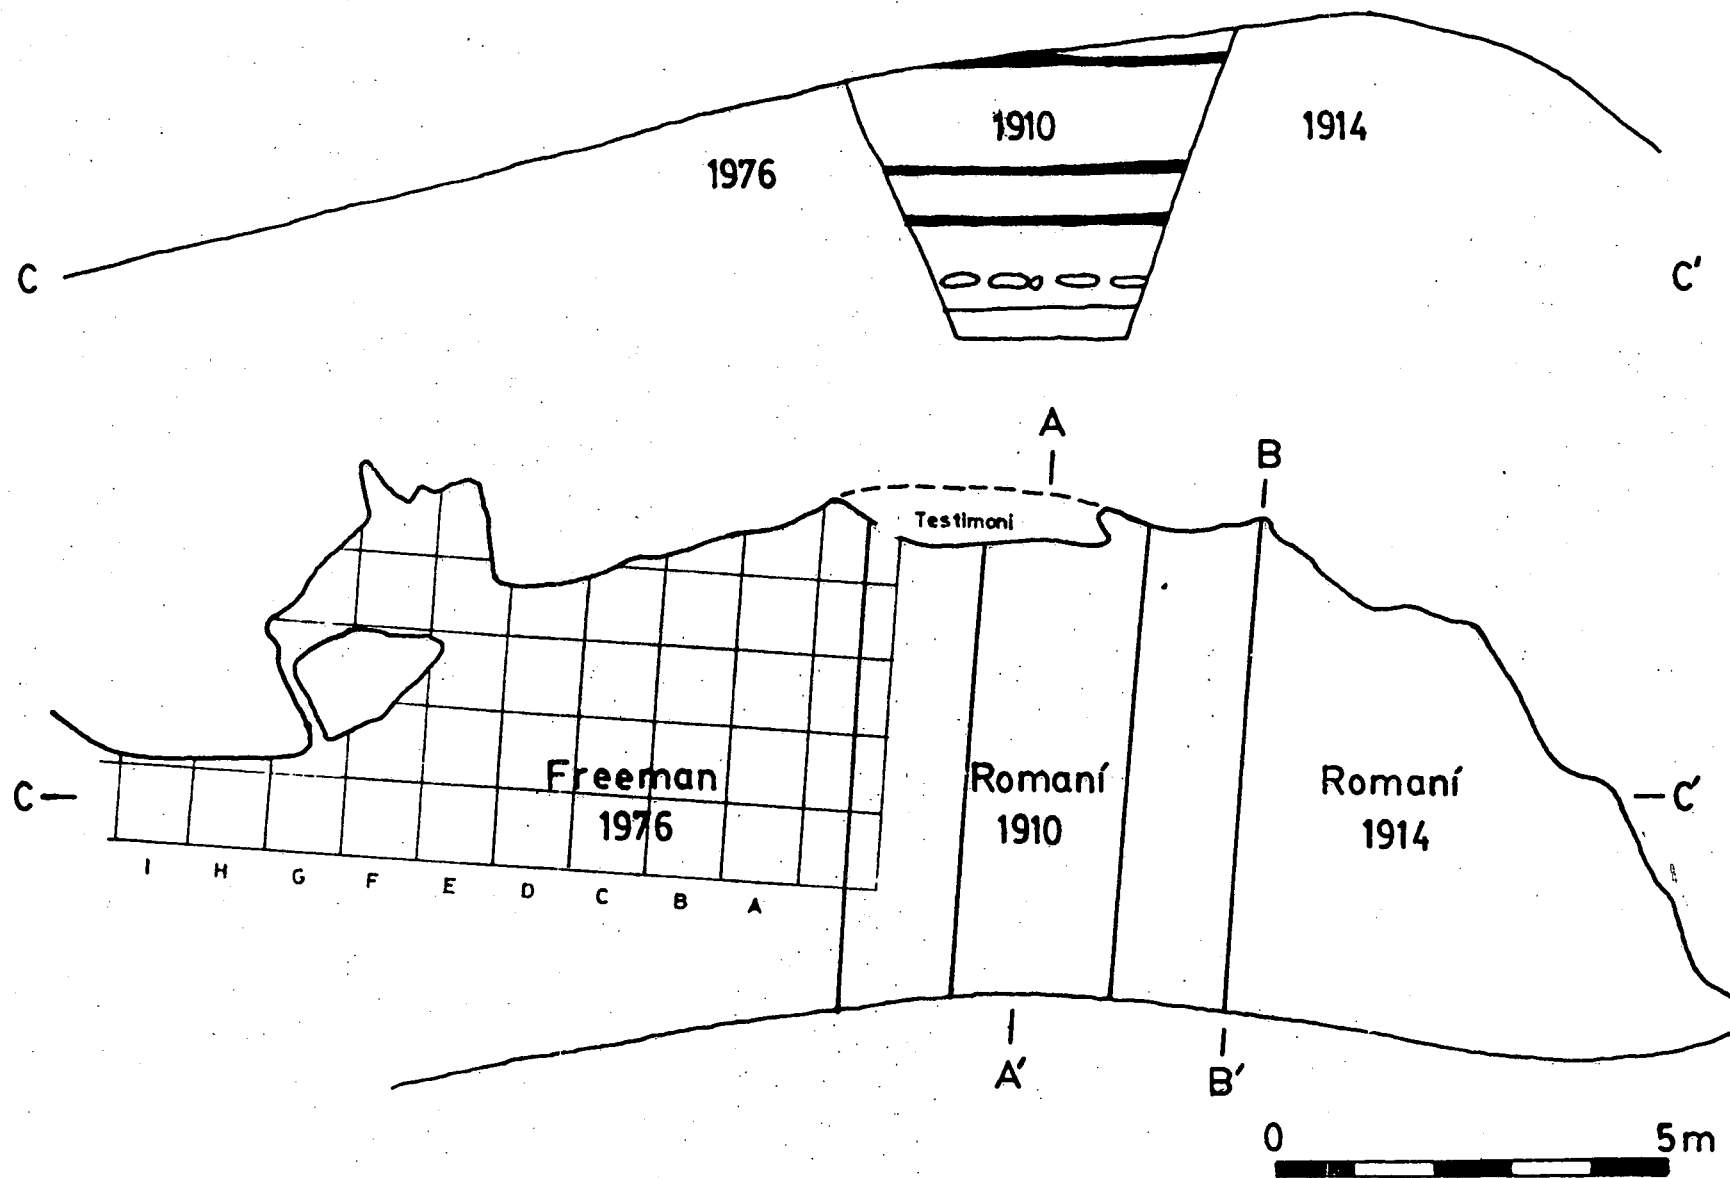 1910
1914
1976
C
C'
A
B
Testimoni
Freeman
1976
Romaní
1910
Romaní
1914
C
C'
I H G F E D C B A
A'
B'
0 5m